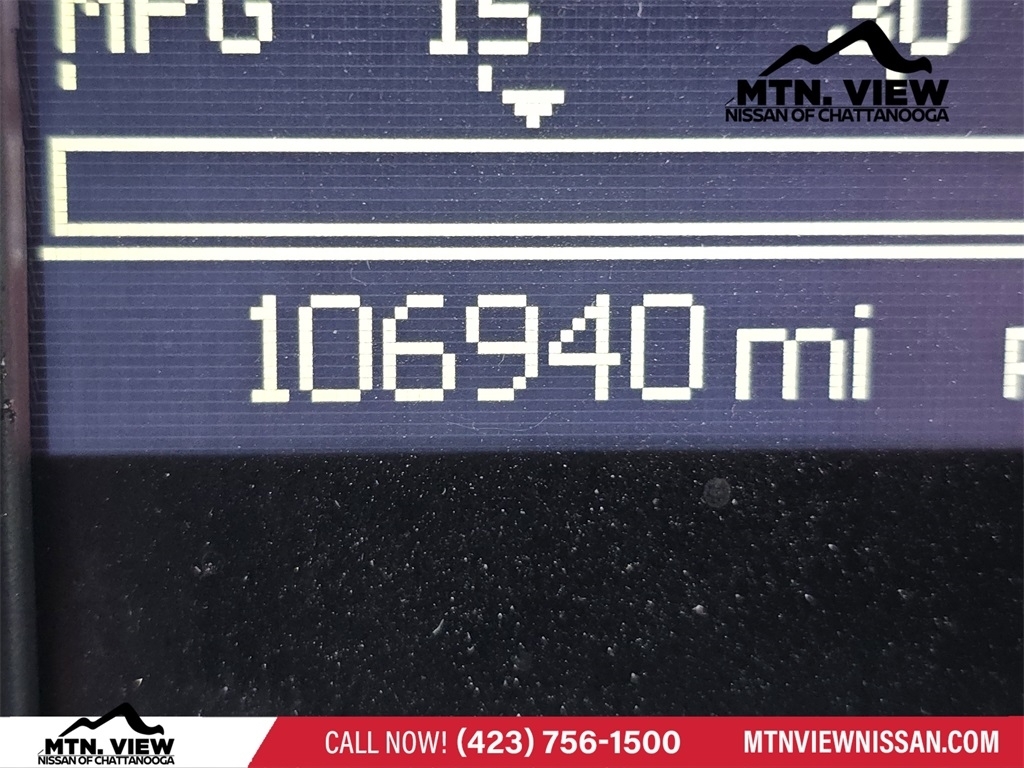 MPG 15 30
MTN. VIEW
NISSAN OF CHATTANOOGA
106940 mi
MTN. VIEW
NISSAN OF CHATTANOOGA
CALL NOW! (423) 756-1500
MTNVIEWNISSAN.COM